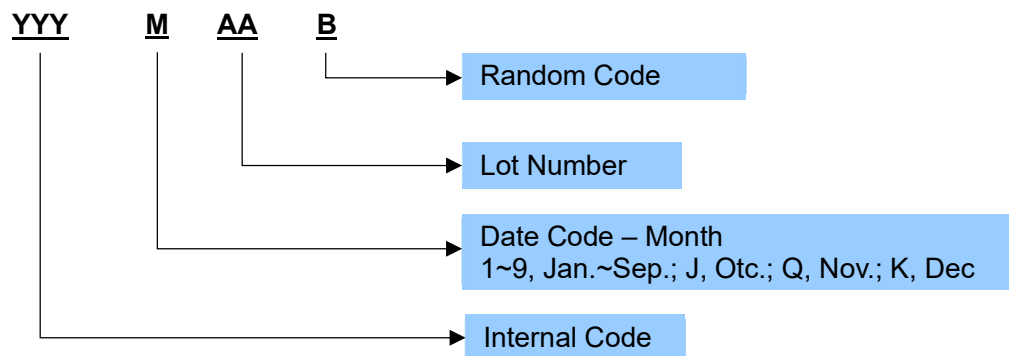 YYY M AA B
Random Code
Lot Number
Date Code – Month
1~9, Jan.~Sep.; J, Otc.; Q, Nov.; K, Dec
Internal Code